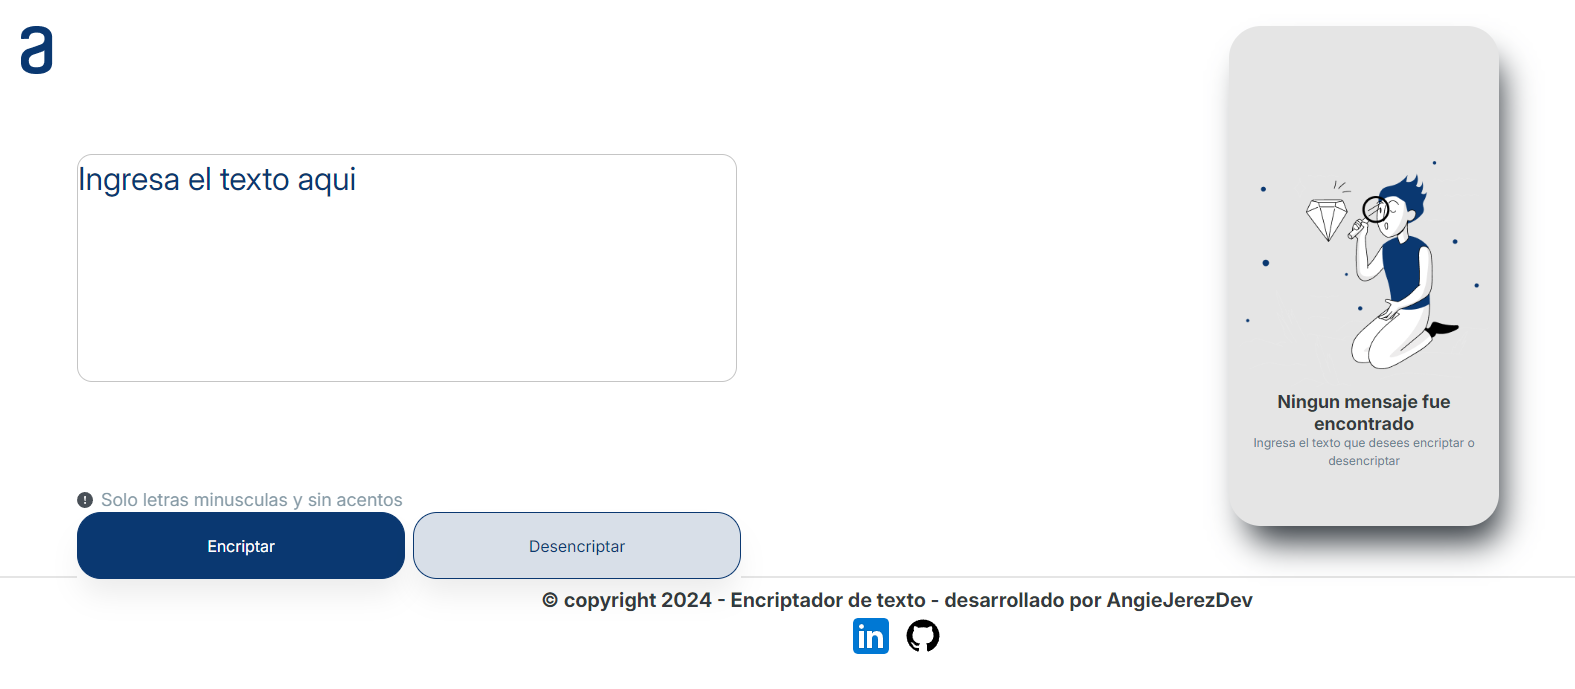 a
Ingresa el texto aqui
Solo letras minusculas y sin acentos
Encriptar
Desencriptar
Ningun mensaje fue
encontrado
Ingresa el texto que desees encriptar o
desencriptar
© copyright 2024 - Encriptador de texto - desarrollado por AngieJerezDev
in